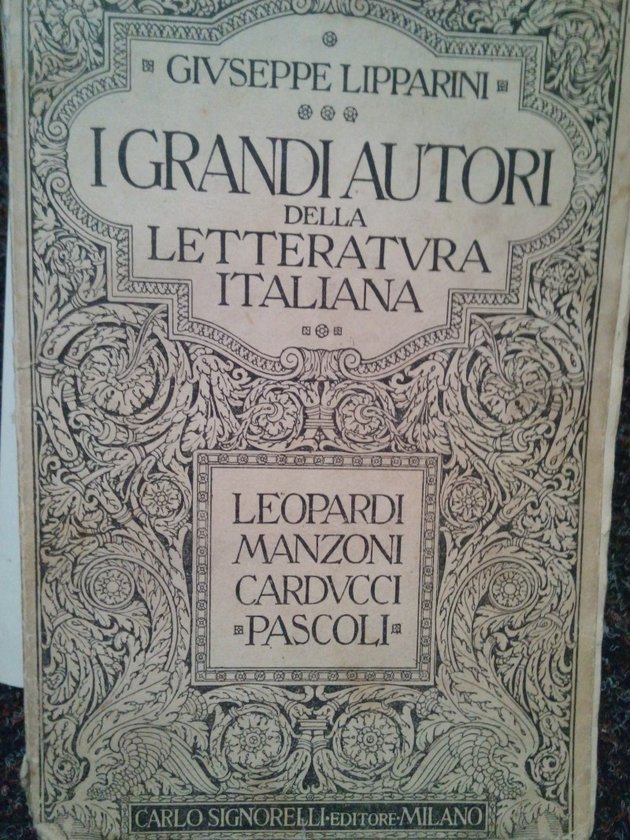 GIVSEPPE LIPPARINI
I GRANDI AUTORI
DELLA
LETTERATVRA
ITALIANA
LEOPARDI
MANZONI
CARDVCCI
PASCOLI
CARLO SIGNORELLI·EDITORE·MILANO